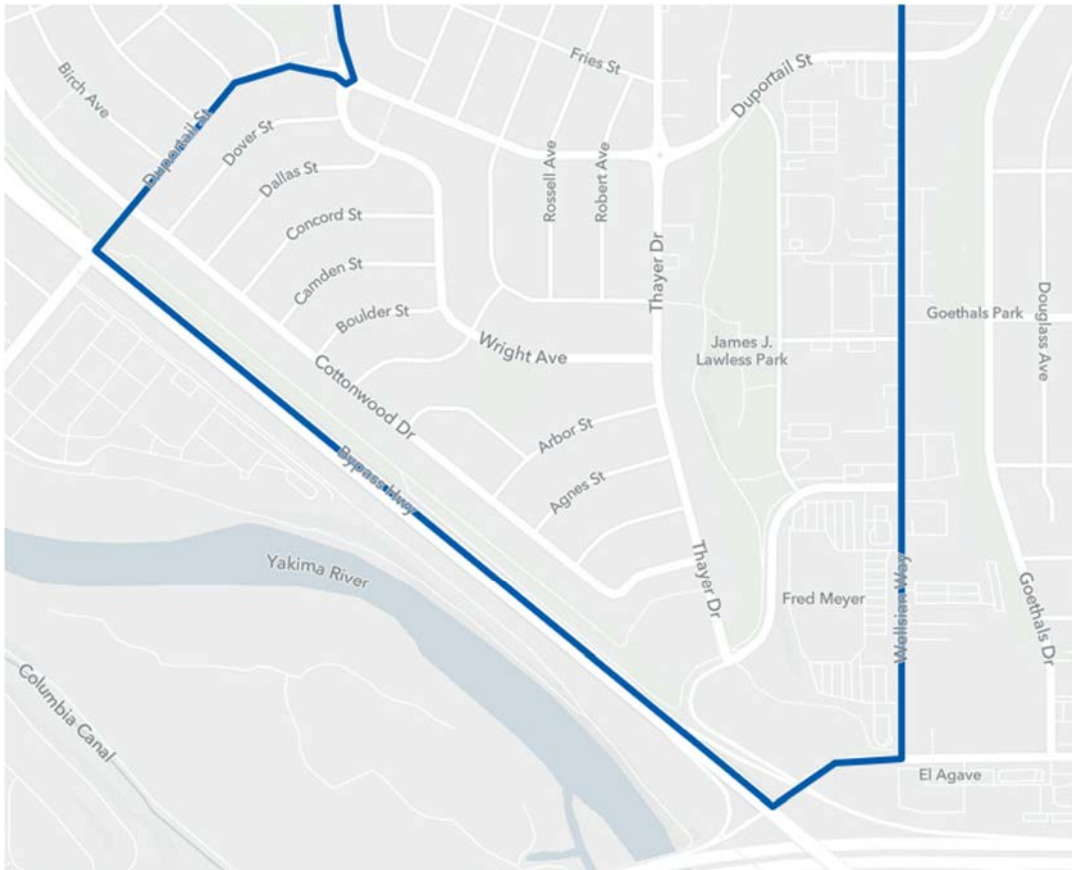 Fries St
Birch Ave
Duportail St
Duportail St
Dover St
Dallas St
Rossell Ave
Robert Ave
Concord St
Thayer Dr
Camden St
Goethals Park
Douglass Ave
Boulder St
Wright Ave
James J.
Lawless Park
Cottonwood Dr
Arbor St
Bypass Hwy
Agnes St
Yakima River
Thayer Dr
Fred Meyer
Wellsian Way
Goethals Dr
Columbia Canal
El Agave